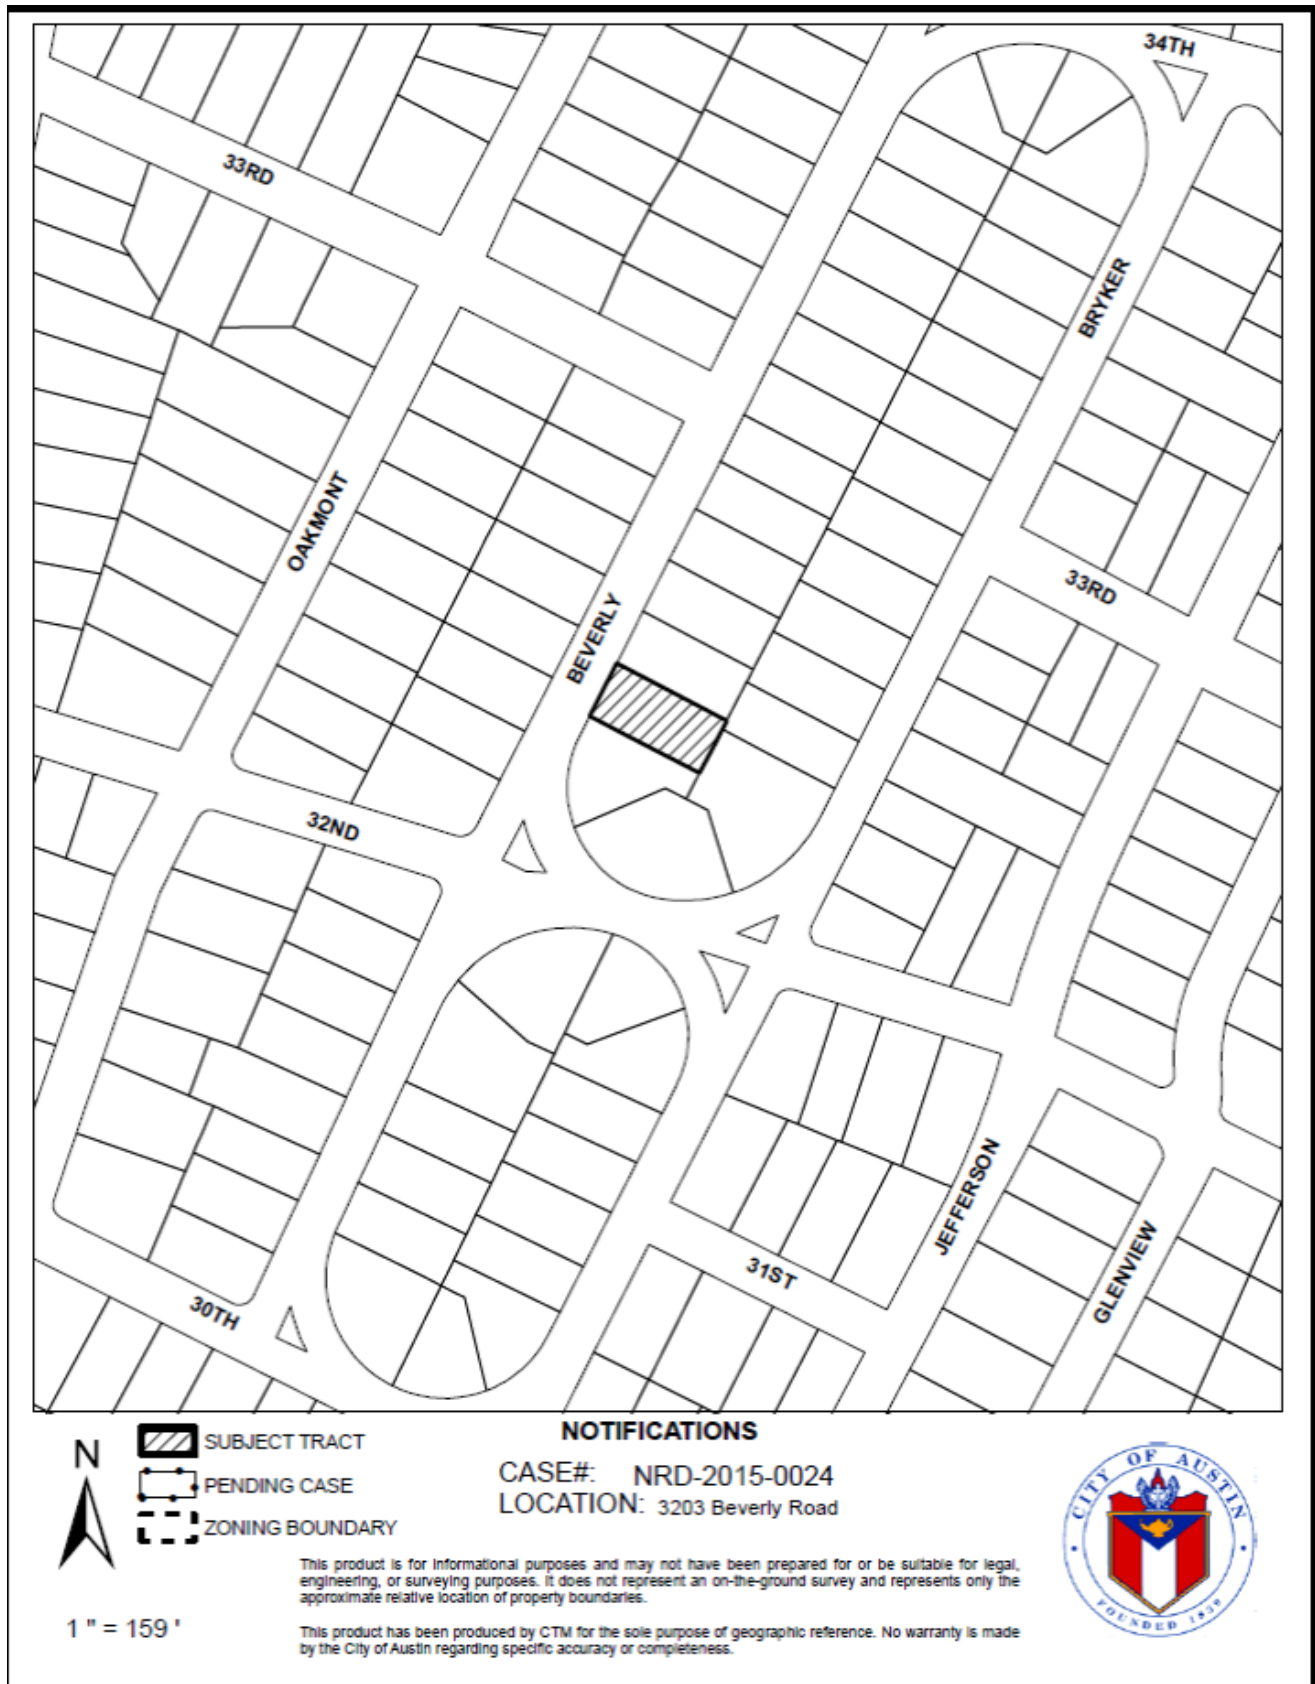 34TH
33RD
BRYKER
OAKMONT
33RD
BEVERLY
32ND
JEFFERSON
GLENVIEW
31ST
30TH
NOTIFICATIONS
N
SUBJECT TRACT
PENDING CASE
ZONING BOUNDARY
CASE#: NRD-2015-0024
LOCATION: 3203 Beverly Road
CITY OF AUSTIN
FOUNDED 1839
This product is for informational purposes and may not have been prepared for or be suitable for legal,
engineering, or surveying purposes. It does not represent an on-the-ground survey and represents only the
approximate relative location of property boundaries.
1 " = 159 '
This product has been produced by CTM for the sole purpose of geographic reference. No warranty is made
by the City of Austin regarding specific accuracy or completeness.